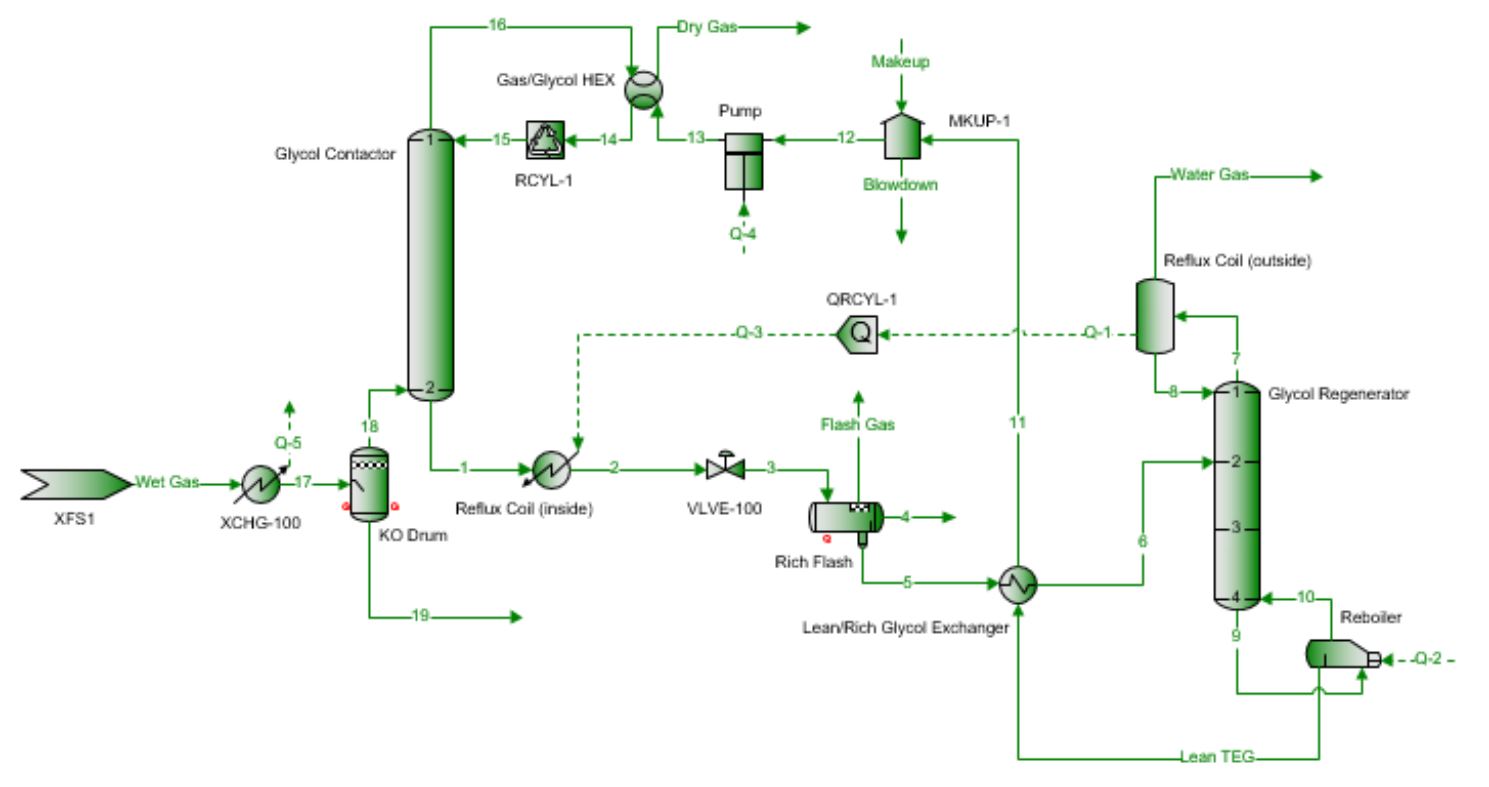 16
Dry Gas
Gas/Glycol HEX
Makeup
Pump
MKUP-1
Glycol Contactor
1
15
14
13
12
RCYL-1
Blowdown
Water Gas
Q-4
Reflux Coil (outside)
QRCYL-1
Q-3
Q
Q-1
7
2
8
1
Glycol Regenerator
18
Flash Gas
11
Q-5
Wet Gas
17
1
2
3
2
XFS1
XCHG-100
KO Drum
Reflux Coil (inside)
VLVE-100
4
3
6
Rich Flash
5
4
10
19
Lean/Rich Glycol Exchanger
9
Reboiler
Q-2
Lean TEG